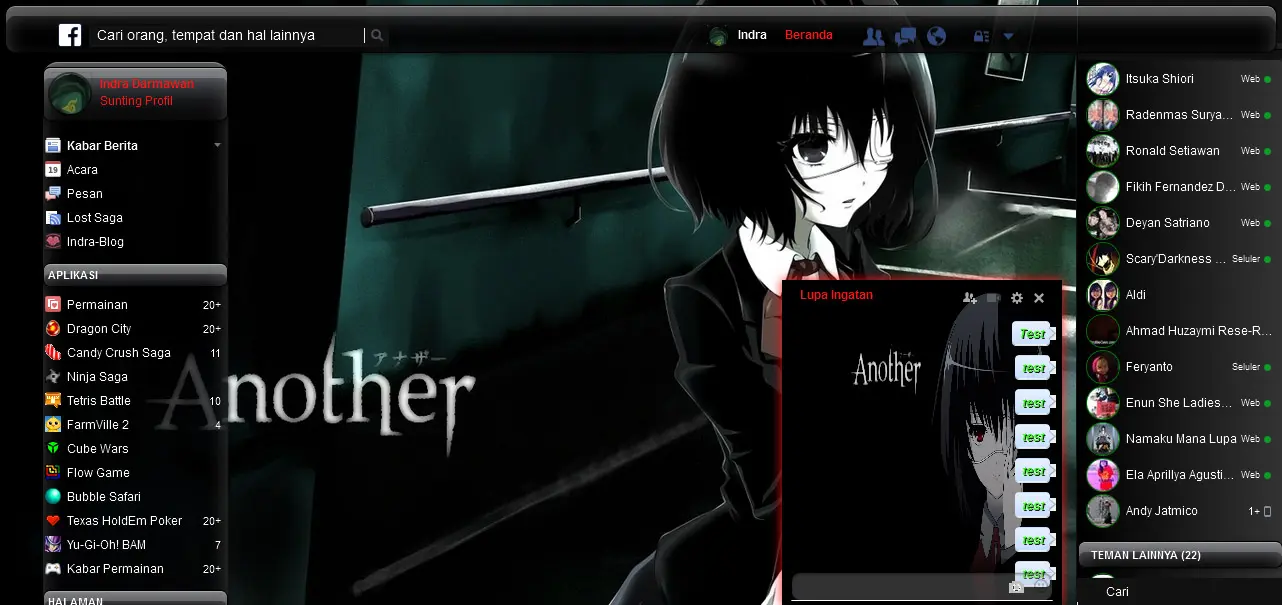 Cari orang, tempat dan hal lainnya
Indra
Beranda
Indra Darmawan
Sunting Profil
Kabar Berita
19
Acara
Pesan
Lost Saga
Indra-Blog
APLIKASI
Permainan 20+
Dragon City 20+
Candy Crush Saga 11
Ninja Saga
Tetris Battle 10
FarmVille 2 4
Cube Wars
Flow Game
Bubble Safari
Texas HoldEm Poker 20+
Yu-Gi-Oh! BAM 7
Kabar Permainan 20+
HALAMAN
アナザー
Another
Lupa Ingatan
Another
Test
test
test
test
test
test
test
test
Itsuka Shiori Web
Radenmas Surya... Web
Ronald Setiawan Web
Fikih Fernandez D... Web
Deyan Satriano Web
Scary'Darkness ... Seluler
Aldi
Ahmad Huzaymi Rese-R...
Feryanto Seluler
Enun She Ladies... Web
Namaku Mana Lupa Web
Ela Aprillya Agusti... Web
Andy Jatmico 1+
TEMAN LAINNYA (22)
Cari